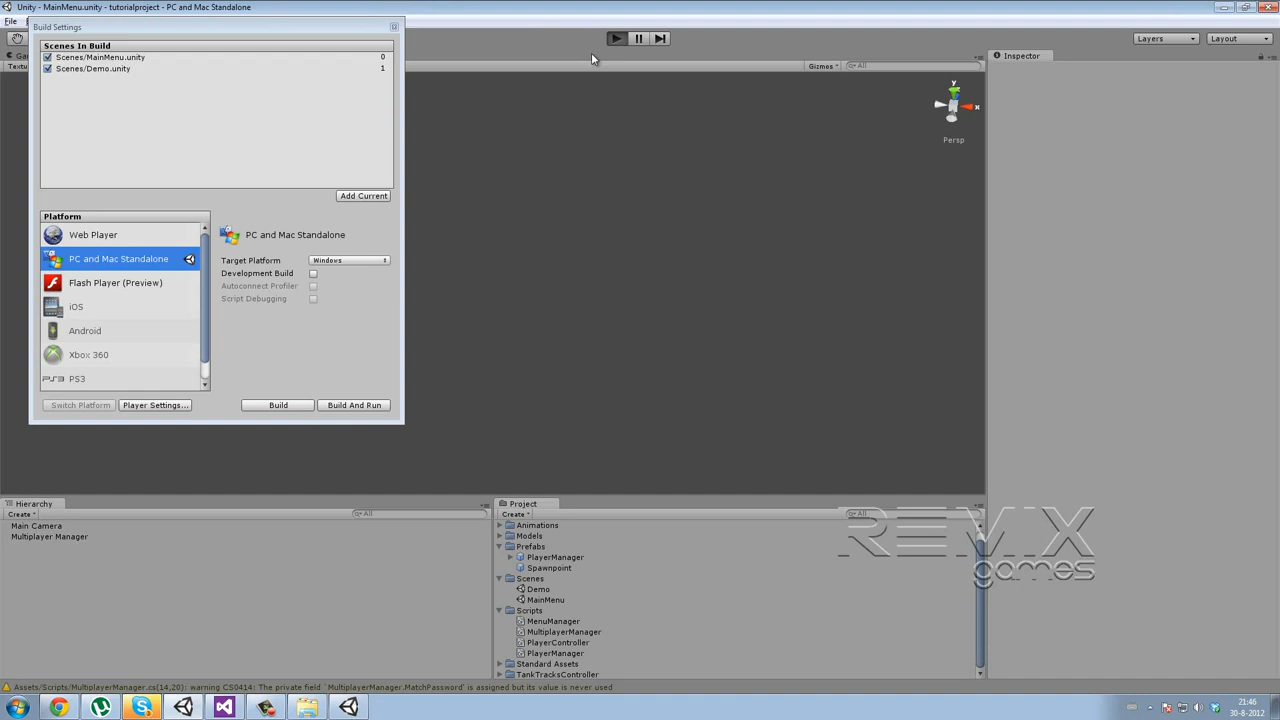 Unity - MainMenu.unity - tutorialproject - PC and Mac Standalone
File
Build Settings
Scenes In Build
Scenes/MainMenu.unity 0
Scenes/Demo.unity 1
Add Current
Platform
Web Player
PC and Mac Standalone
Flash Player (Preview)
iOS
Android
Xbox 360
PS3
PC and Mac Standalone
Target Platform Windows
Development Build
Autoconnect Profiler
Script Debugging
Switch Platform Player Settings... Build Build And Run
Layers Layout
Gizmos All
Inspector
y
x
Persp
Hierarchy
Create All
Main Camera
Multiplayer Manager
Project
Create All
Animations
Models
Prefabs
PlayerManager
Spawnpoint
Scenes
Demo
MainMenu
Scripts
MenuManager
MultiplayerManager
PlayerController
PlayerManager
Standard Assets
TankTracksController
REMIX
games
Assets/Scripts/MultiplayerManager.cs(14,20): warning CS0414: The private field `MultiplayerManager.MatchPassword' is assigned but its value is never used
21:46
30-8-2012